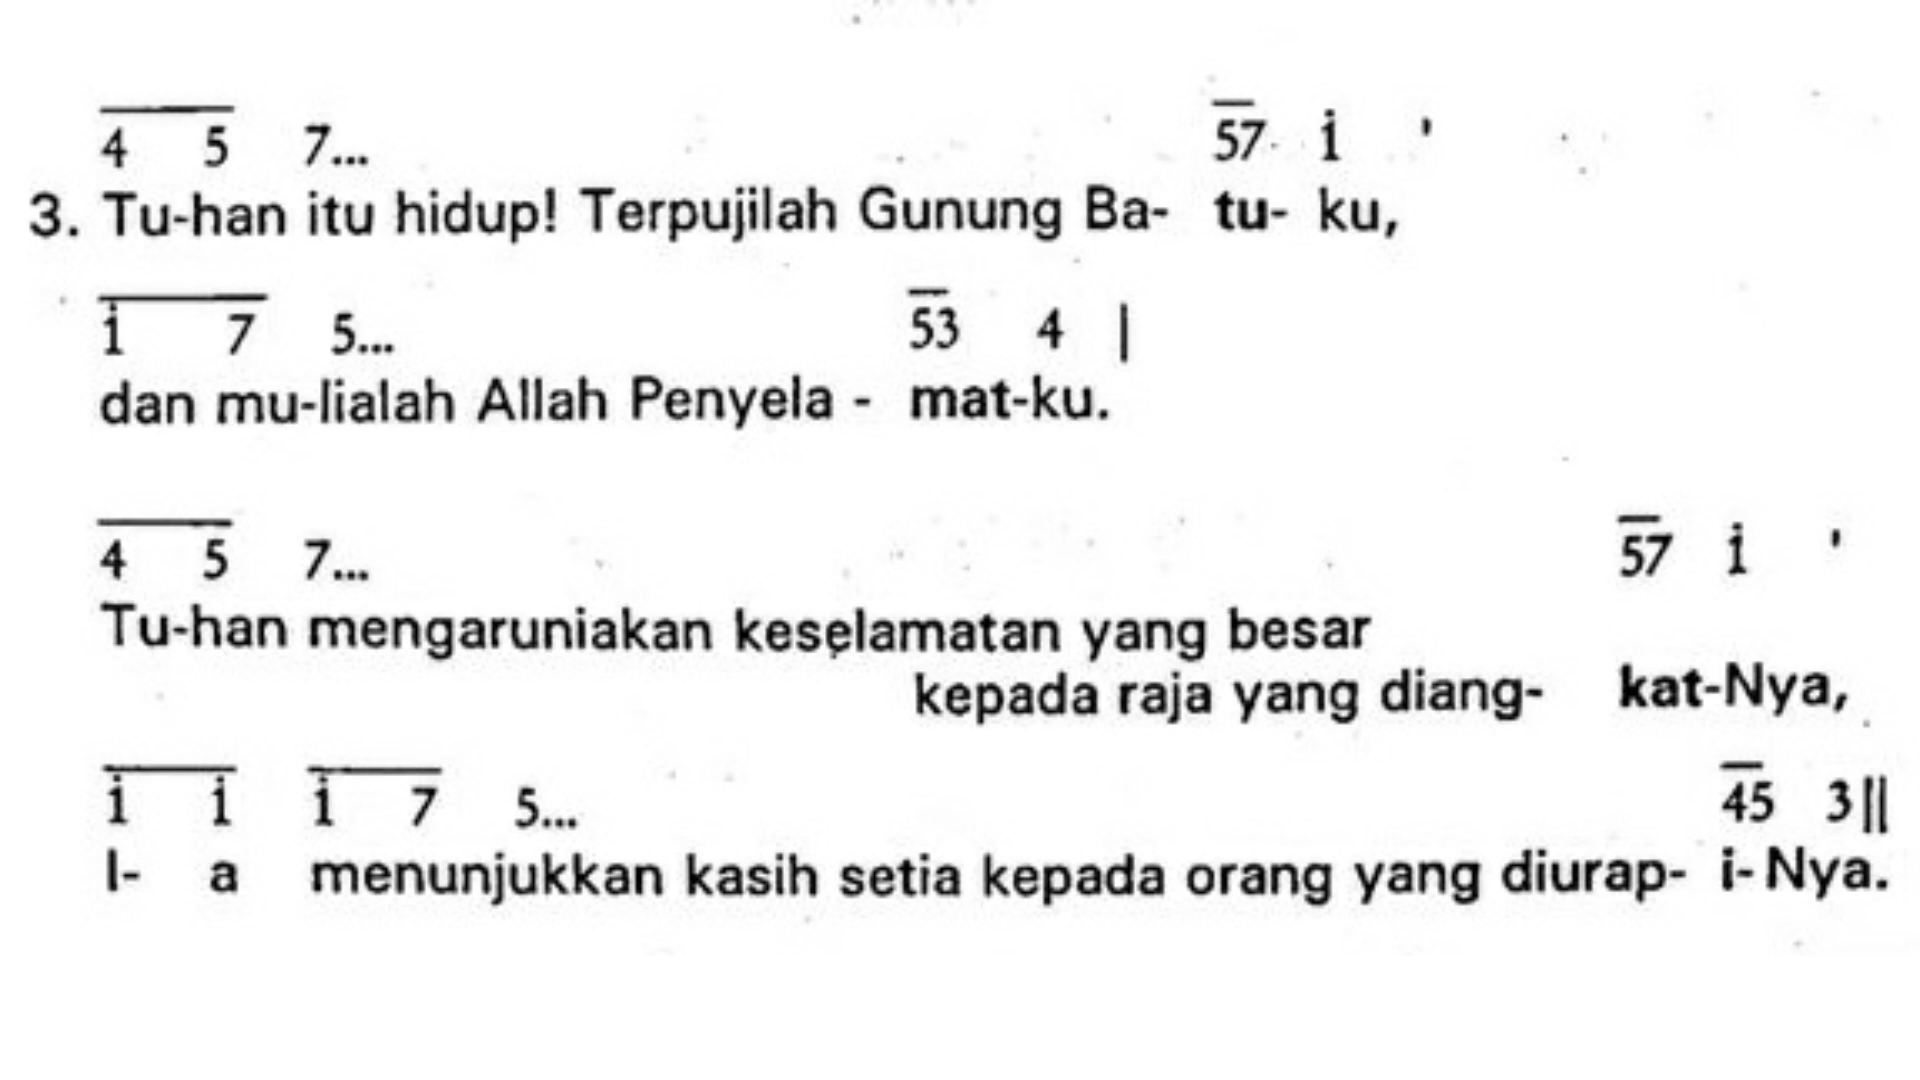 4 5 7... 57 i '
3. Tu-han itu hidup! Terpujilah Gunung Ba- tu- ku,
i 7 5... 53 4 |
dan mu-lialah Allah Penyela - mat-ku.
4 5 7... 57 i '
Tu-han mengaruniakan keselamatan yang besar
kepada raja yang diang- kat-Nya,
i i i 7 5... 45 3||
I- a menunjukkan kasih setia kepada orang yang diurap- i-Nya.